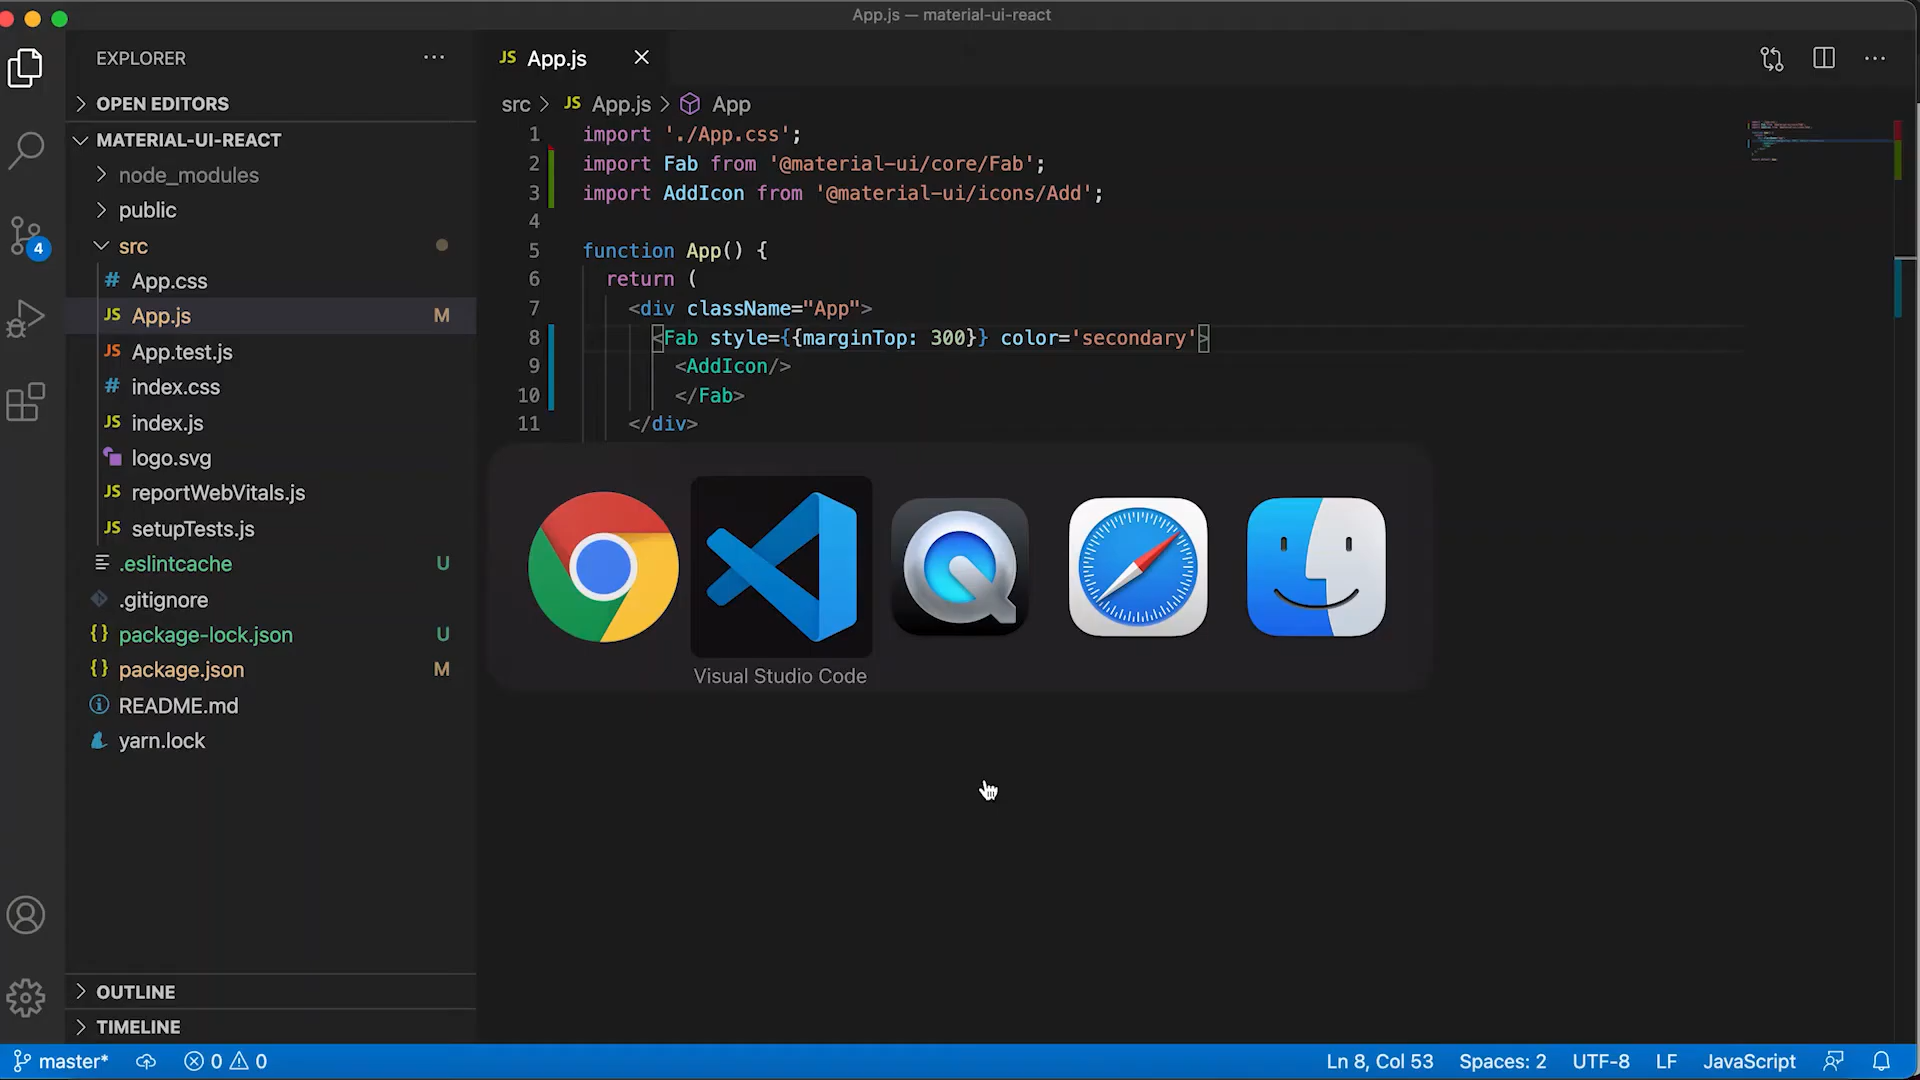 App.js — material-ui-react
EXPLORER
OPEN EDITORS
MATERIAL-UI-REACT
node_modules
public
src
# App.css
JS App.js M
JS App.test.js
# index.css
JS index.js
logo.svg
JS reportWebVitals.js
JS setupTests.js
.eslintcache U
.gitignore
{} package-lock.json U
{} package.json M
README.md
yarn.lock
OUTLINE
TIMELINE
4
JS App.js
src > JS App.js > App
1 import './App.css';
2 import Fab from '@material-ui/core/Fab';
3 import AddIcon from '@material-ui/icons/Add';
4
5 function App() {
6 return (
7 <div className="App">
8 <Fab style={{marginTop: 300}} color='secondary'>
9 <AddIcon/>
10 </Fab>
11 </div>
Visual Studio Code
master* 0 0 Ln 8, Col 53 Spaces: 2 UTF-8 LF JavaScript